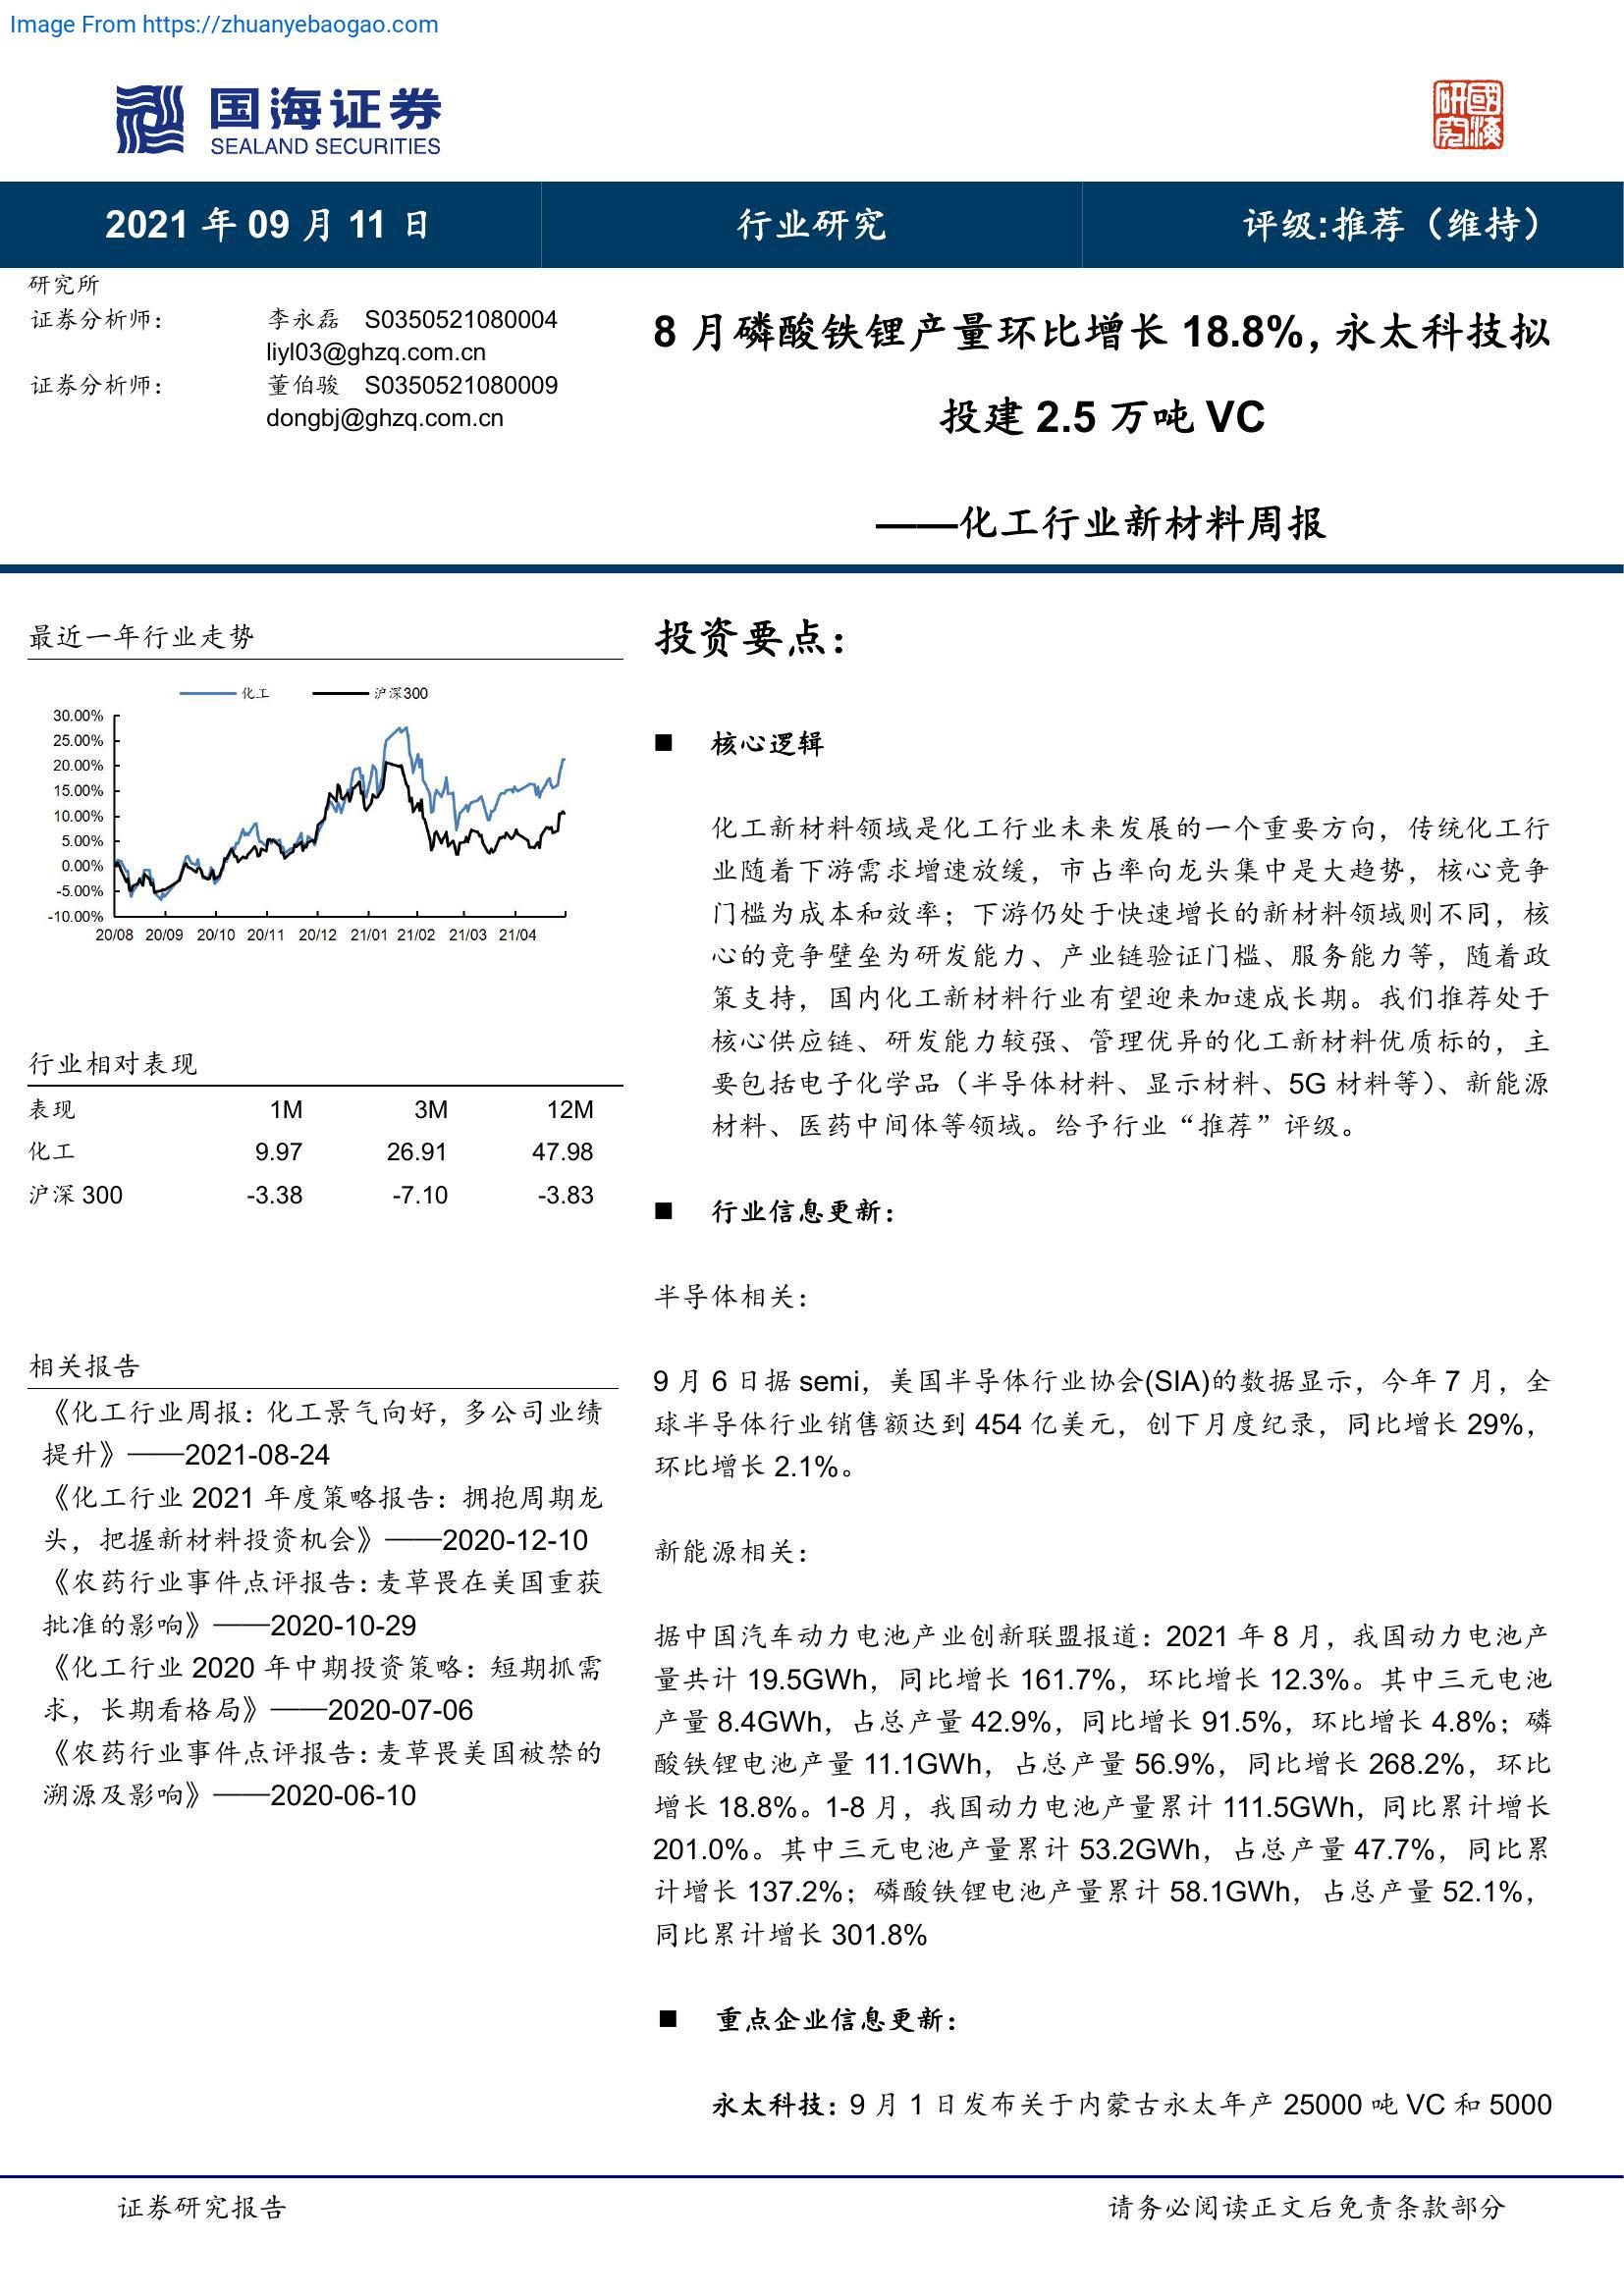 Image From https://zhuanyebaogao.com
国海证券
SEALAND SECURITIES
研究
國海
2021 年 09 月 11 日
行业研究
评级:推荐（维持）
研究所
证券分析师：
李永磊 S0350521080004
liyl03@ghzq.com.cn
证券分析师：
董伯骏 S0350521080009
dongbj@ghzq.com.cn
8 月磷酸铁锂产量环比增长 18.8%，永太科技拟
投建 2.5 万吨 VC
——化工行业新材料周报
最近一年行业走势
化工
沪深300
30.00%
25.00%
20.00%
15.00%
10.00%
5.00%
0.00%
-5.00%
-10.00%
20/08 20/09 20/10 20/11 20/12 21/01 21/02 21/03 21/04
行业相对表现
表现 1M 3M 12M
化工 9.97 26.91 47.98
沪深 300 -3.38 -7.10 -3.83
相关报告
《化工行业周报：化工景气向好，多公司业绩
提升》——2021-08-24
《化工行业 2021 年度策略报告：拥抱周期龙
头，把握新材料投资机会》——2020-12-10
《农药行业事件点评报告：麦草畏在美国重获
批准的影响》——2020-10-29
《化工行业 2020 年中期投资策略：短期抓需
求，长期看格局》——2020-07-06
《农药行业事件点评报告：麦草畏美国被禁的
溯源及影响》——2020-06-10
投资要点：
■ 核心逻辑
化工新材料领域是化工行业未来发展的一个重要方向，传统化工行
业随着下游需求增速放缓，市占率向龙头集中是大趋势，核心竞争
门槛为成本和效率；下游仍处于快速增长的新材料领域则不同，核
心的竞争壁垒为研发能力、产业链验证门槛、服务能力等，随着政
策支持，国内化工新材料行业有望迎来加速成长期。我们推荐处于
核心供应链、研发能力较强、管理优异的化工新材料优质标的，主
要包括电子化学品（半导体材料、显示材料、5G 材料等）、新能源
材料、医药中间体等领域。给予行业“推荐”评级。
■ 行业信息更新：
半导体相关：
9 月 6 日据 semi，美国半导体行业协会(SIA)的数据显示，今年 7 月，全
球半导体行业销售额达到 454 亿美元，创下月度纪录，同比增长 29%，
环比增长 2.1%。
新能源相关：
据中国汽车动力电池产业创新联盟报道：2021 年 8 月，我国动力电池产
量共计 19.5GWh，同比增长 161.7%，环比增长 12.3%。其中三元电池
产量 8.4GWh，占总产量 42.9%，同比增长 91.5%，环比增长 4.8%；磷
酸铁锂电池产量 11.1GWh，占总产量 56.9%，同比增长 268.2%，环比
增长 18.8%。1-8 月，我国动力电池产量累计 111.5GWh，同比累计增长
201.0%。其中三元电池产量累计 53.2GWh，占总产量 47.7%，同比累
计增长 137.2%；磷酸铁锂电池产量累计 58.1GWh，占总产量 52.1%，
同比累计增长 301.8%
■ 重点企业信息更新：
永太科技：9 月 1 日发布关于内蒙古永太年产 25000 吨 VC 和 5000
证券研究报告
请务必阅读正文后免责条款部分